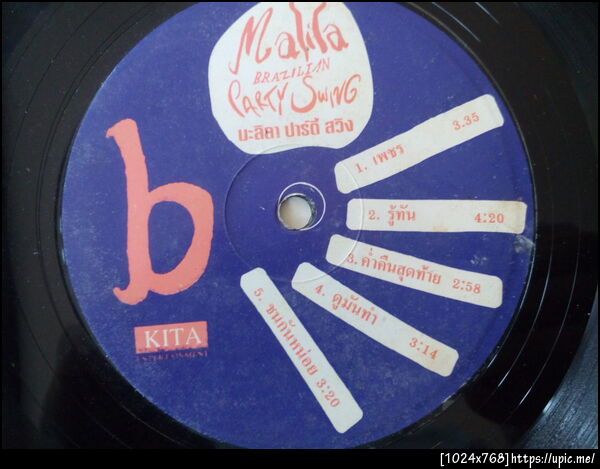 Malila
BRAZILIAN
PARTY SWING
มะลิลา ปาร์ตี้ สวิง
b
1. เพชร 3.35
2. รู้ทัน 4:20
3. ค่ำคืนสุดท้าย 2:58
4. ดูมันทำ 3:14
5. ชนกันหน่อย 3:20
KITA
ENTERTAINMENT
[1024x768]https://upic.me/